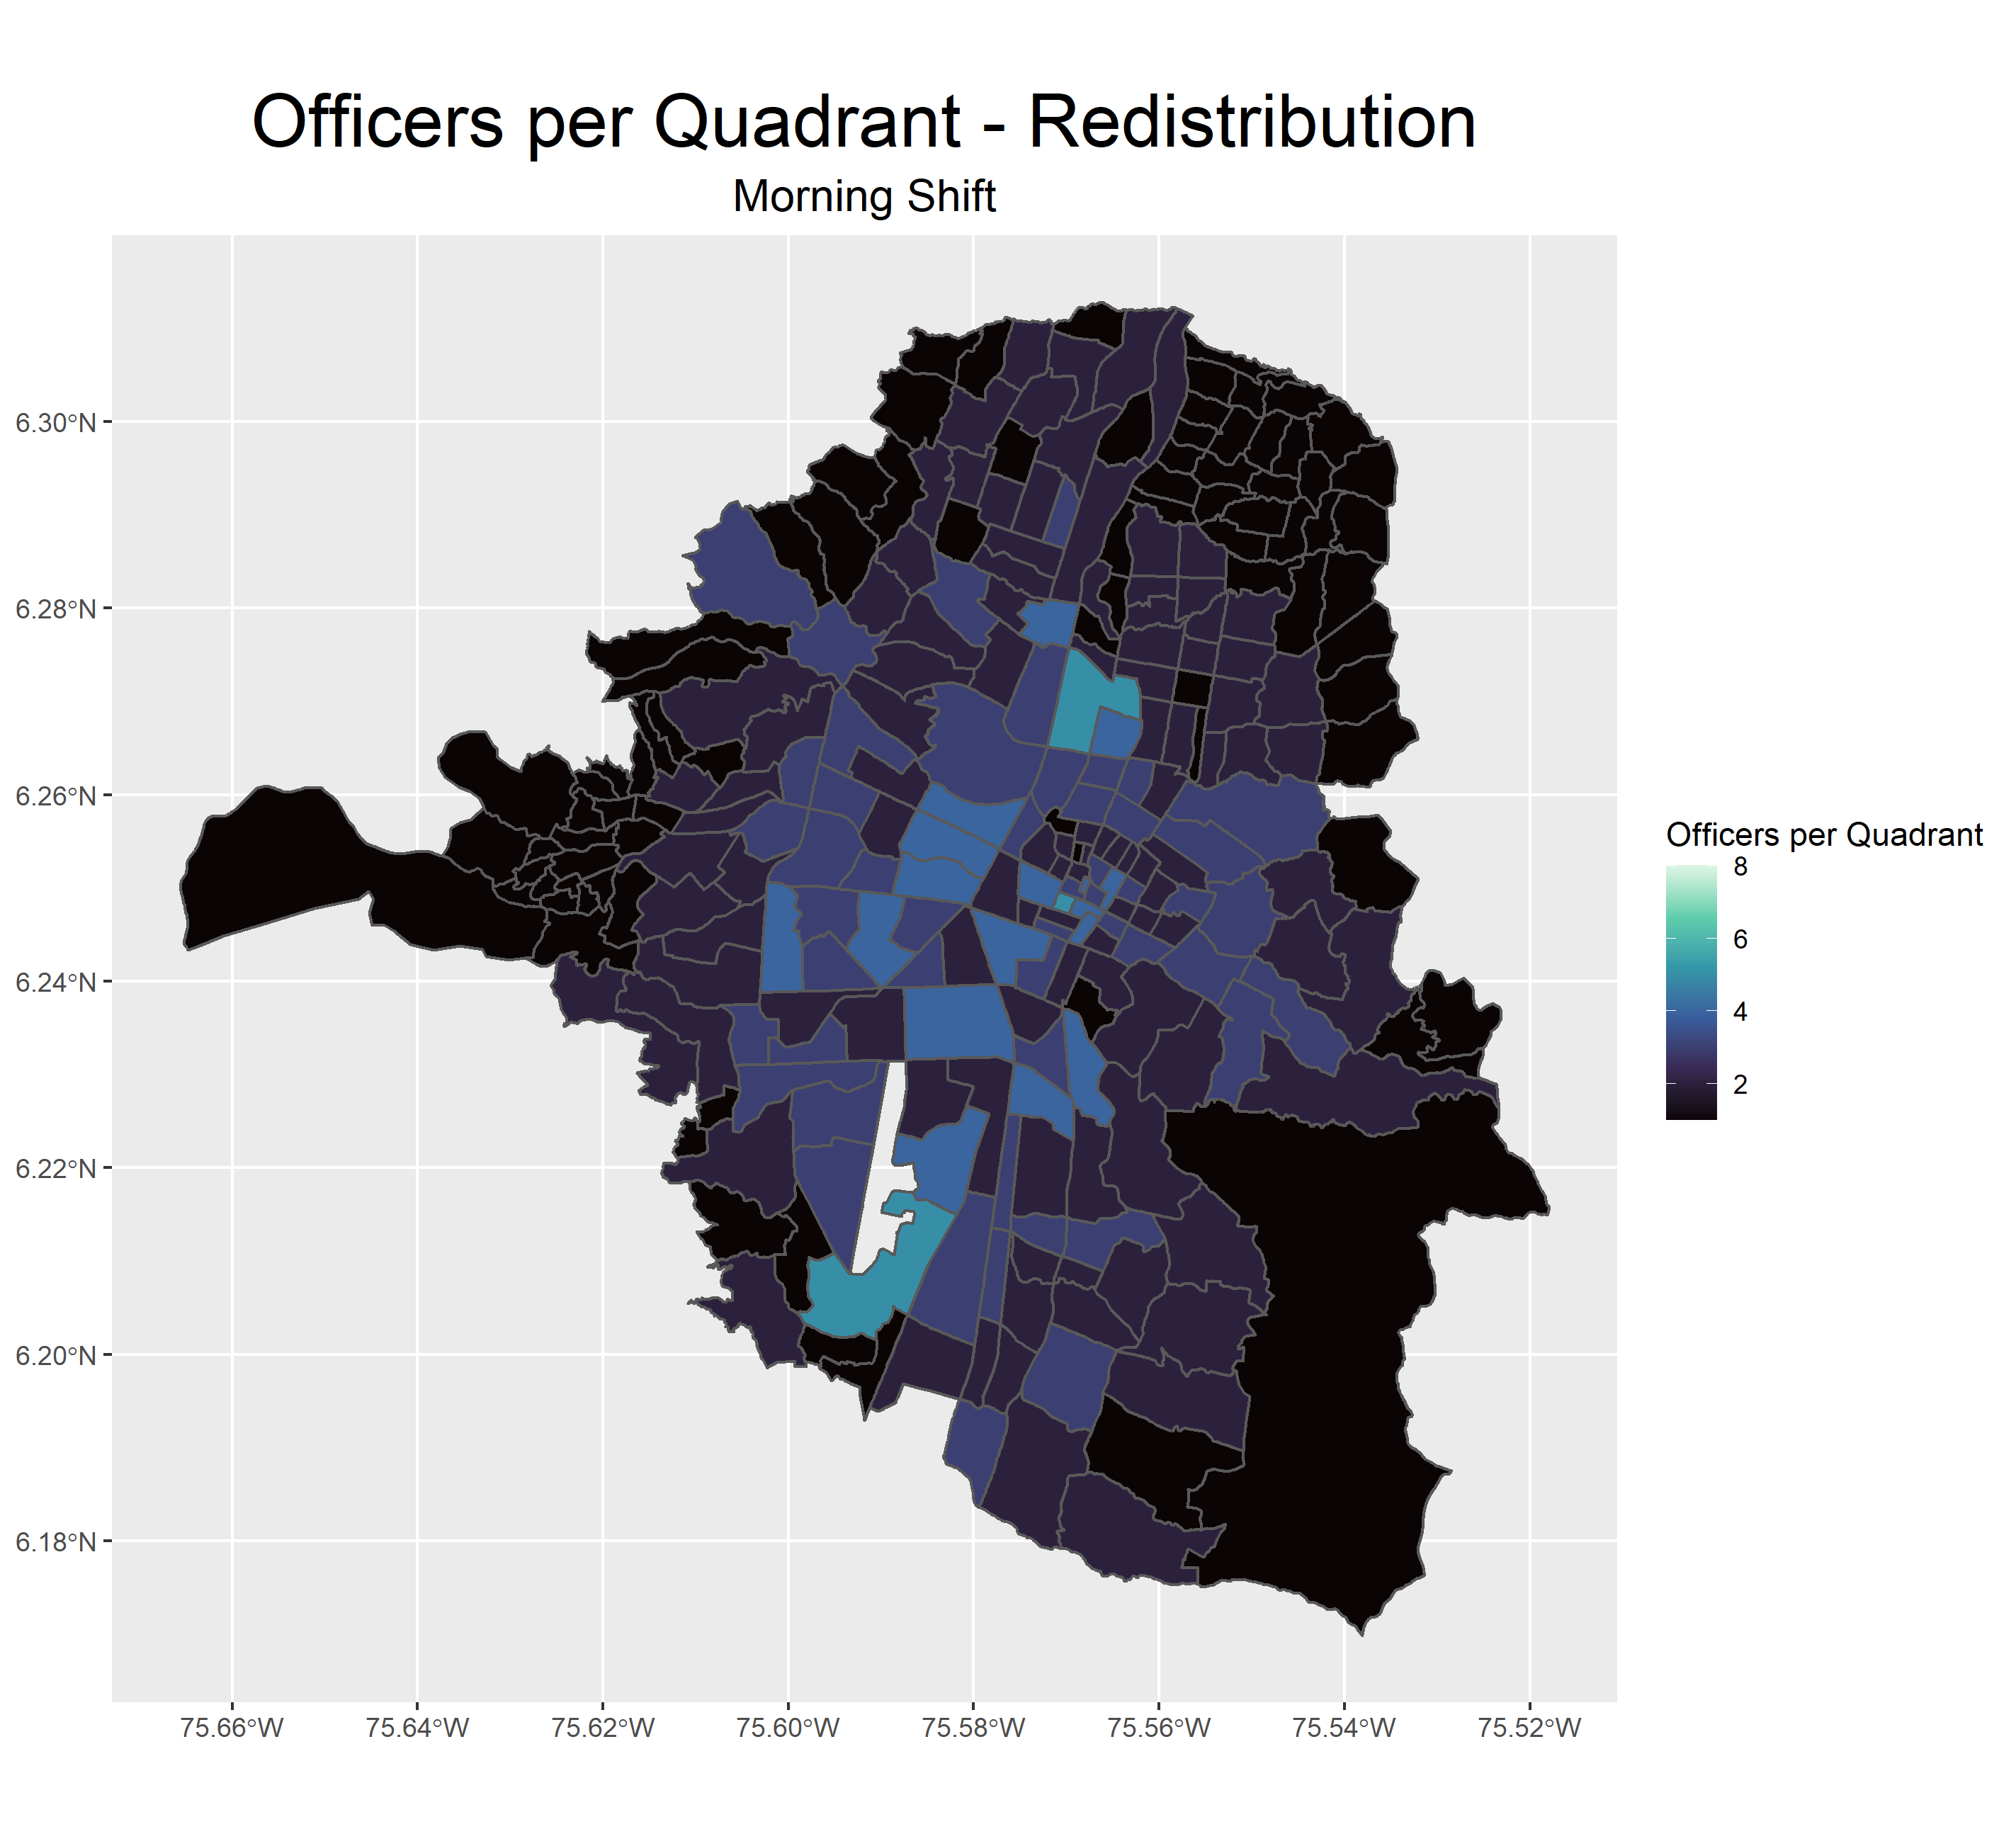 Officers per Quadrant - Redistribution
Morning Shift
6.30°N
6.28°N
6.26°N
6.24°N
6.22°N
6.20°N
6.18°N
75.66°W
75.64°W
75.62°W
75.60°W
75.58°W
75.56°W
75.54°W
75.52°W
Officers per Quadrant
8
6
4
2